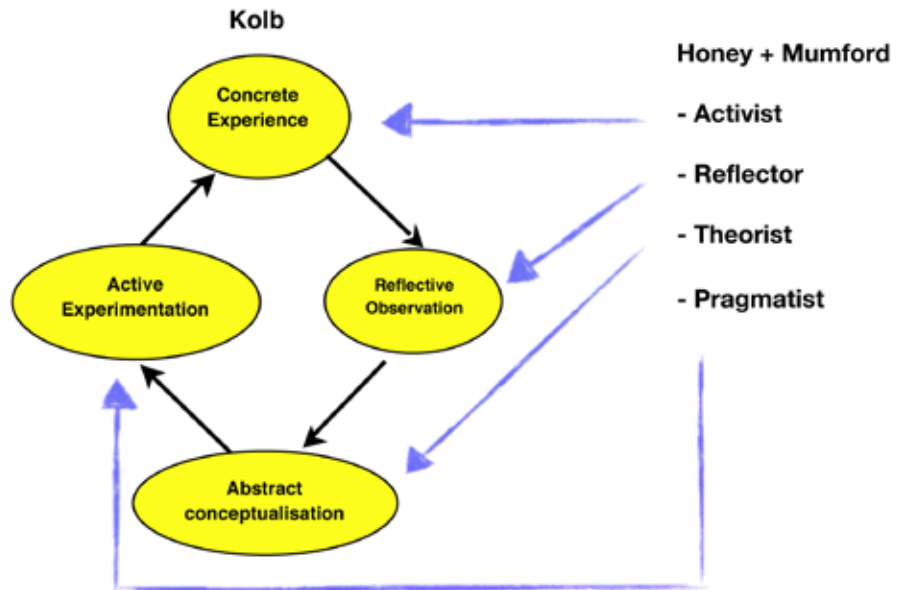 Kolb
Concrete
Experience
Reflective
Observation
Abstract
conceptualisation
Active
Experimentation
Honey + Mumford
- Activist
- Reflector
- Theorist
- Pragmatist